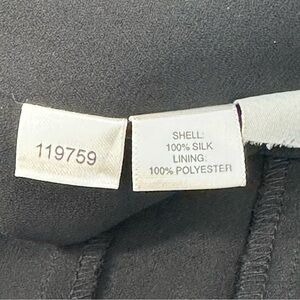 119759
SHELL:
100% SILK
LINING:
100% POLYESTER